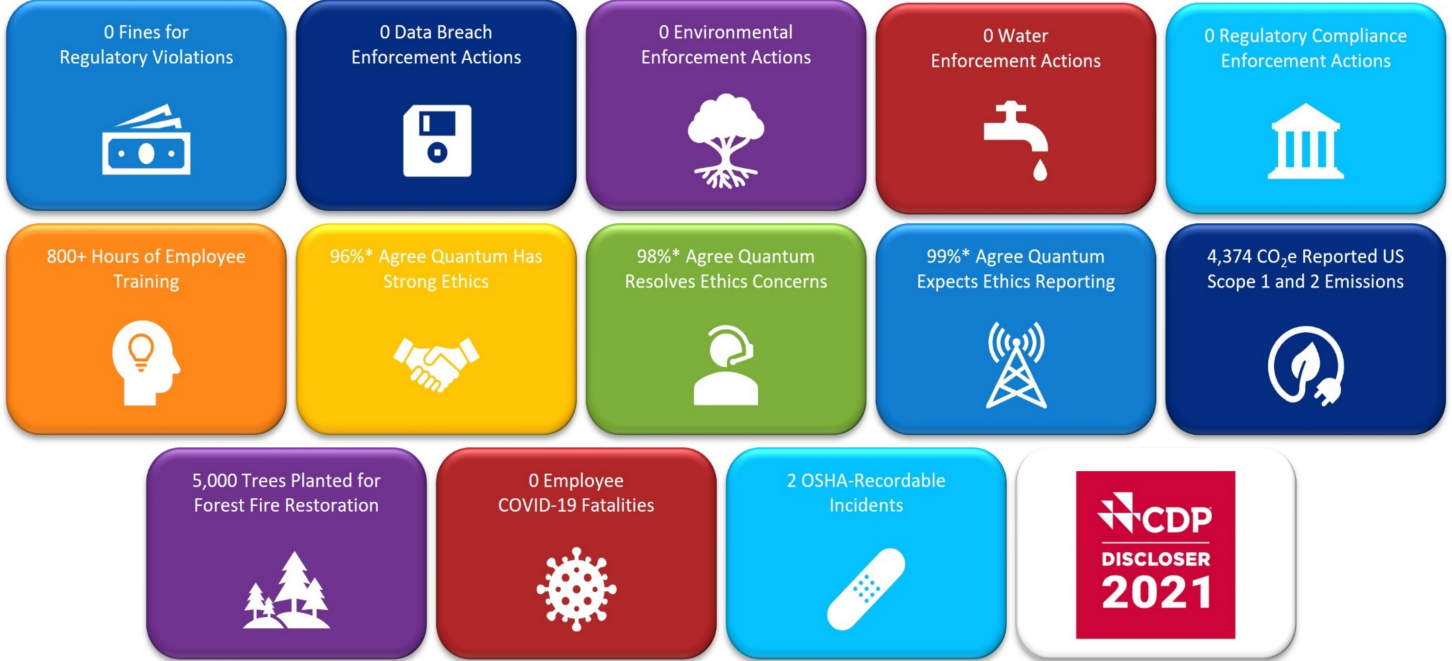 0 Fines for
Regulatory Violations
0 Data Breach
Enforcement Actions
0 Environmental
Enforcement Actions
0 Water
Enforcement Actions
0 Regulatory Compliance
Enforcement Actions
800+ Hours of Employee
Training
96%* Agree Quantum Has
Strong Ethics
98%* Agree Quantum
Resolves Ethics Concerns
99%* Agree Quantum
Expects Ethics Reporting
4,374 CO₂e Reported US
Scope 1 and 2 Emissions
5,000 Trees Planted for
Forest Fire Restoration
0 Employee
COVID-19 Fatalities
2 OSHA-Recordable
Incidents
CDP
DISCLOSER
2021